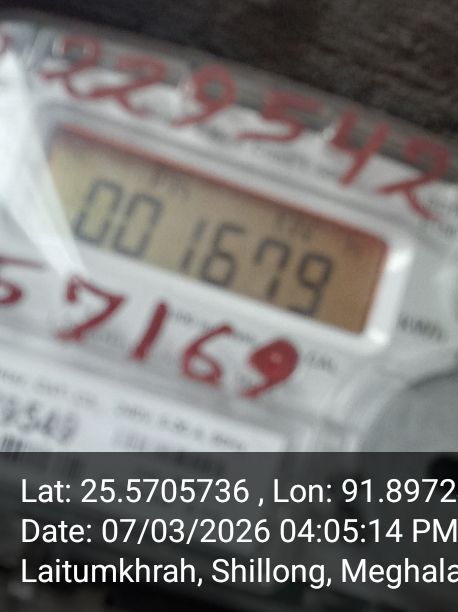 229542
001679
57169
Lat: 25.5705736 , Lon: 91.8972
Date: 07/03/2026 04:05:14 PM
Laitumkhrah, Shillong, Meghala